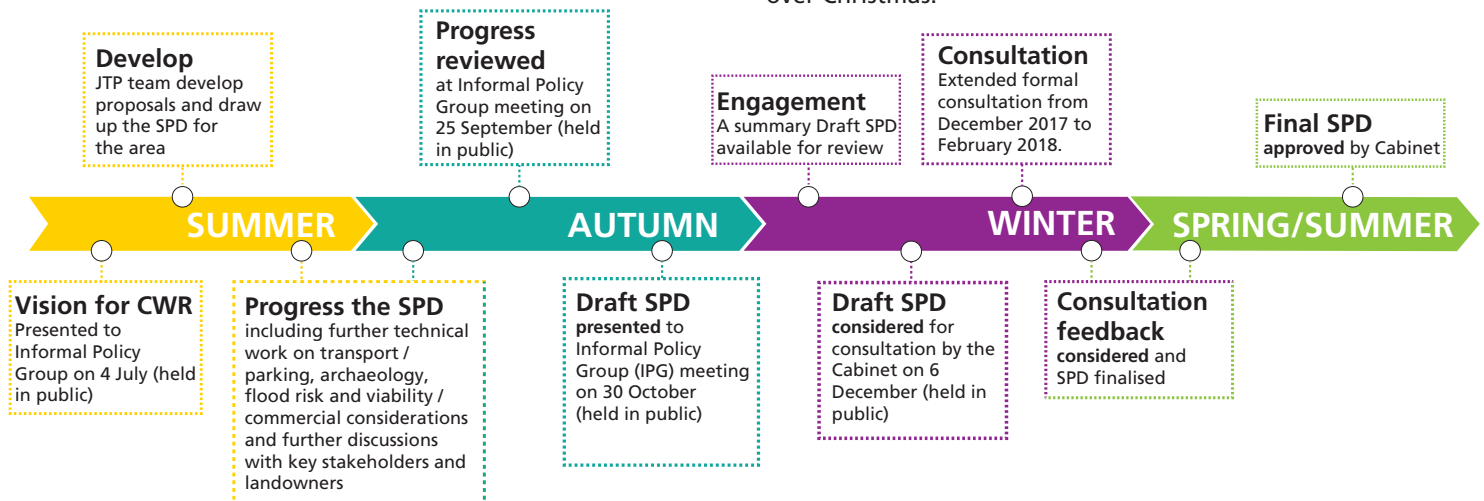 over Christmas.
Develop
JTP team develop
proposals and draw
up the SPD for
the area
Progress
reviewed
at Informal Policy
Group meeting on
25 September (held
in public)
Engagement
A summary Draft SPD
available for review
Consultation
Extended formal
consultation from
December 2017 to
February 2018.
Final SPD
approved by Cabinet
SUMMER
AUTUMN
WINTER
SPRING/SUMMER
Vision for CWR
Presented to
Informal Policy
Group on 4 July (held
in public)
Progress the SPD
including further technical
work on transport /
parking, archaeology,
flood risk and viability /
commercial considerations
and further discussions
with key stakeholders and
landowners
Draft SPD
presented to
Informal Policy
Group (IPG) meeting
on 30 October
(held in public)
Draft SPD
considered for
consultation by the
Cabinet on 6
December (held in
public)
Consultation
feedback
considered and
SPD finalised